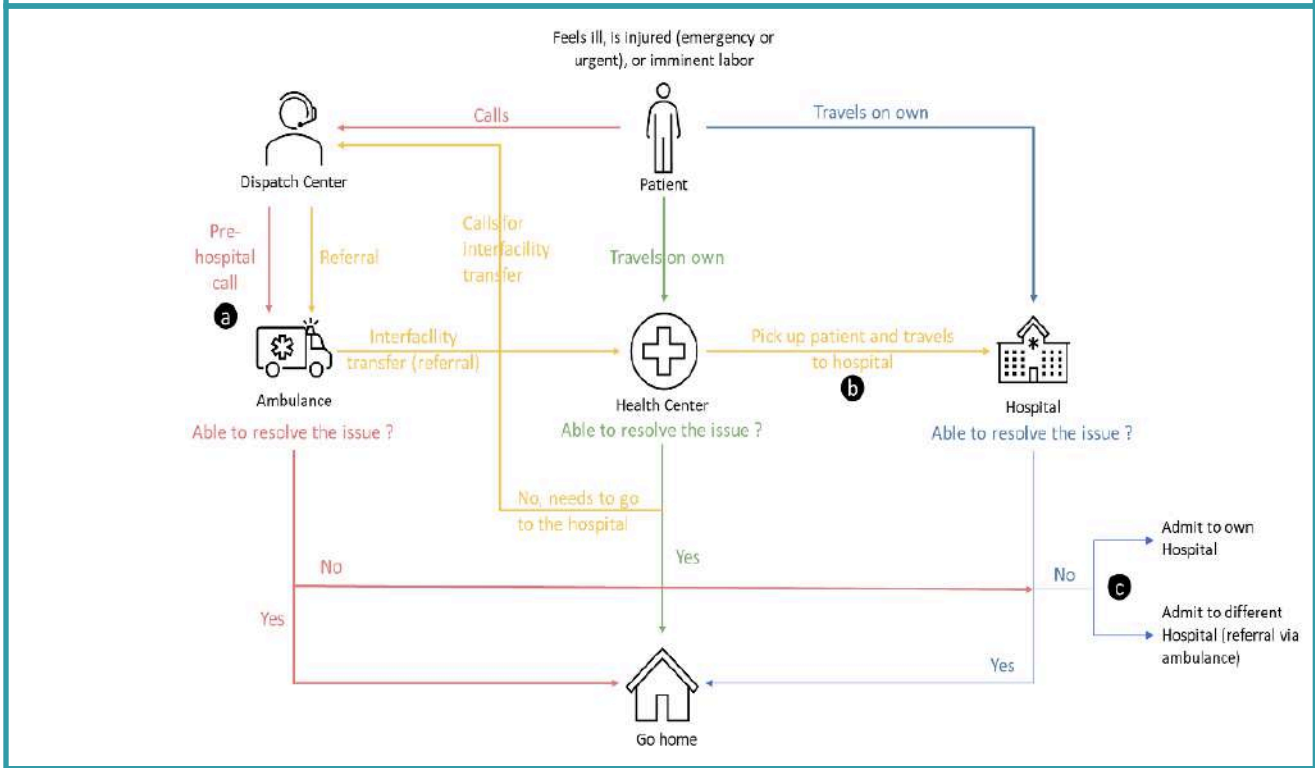 Feels ill, is injured (emergency or
urgent), or imminent labor
Calls
Travels on own
Dispatch Center
Patient
Pre-
hospital
call
Referral
Calls for
interfacility
transfer
Travels on own
a
Interfacility
transfer (referral)
Pick up patient and travels
to hospital
b
Ambulance
Health Center
Hospital
Able to resolve the issue ?
Able to resolve the issue ?
Able to resolve the issue ?
No, needs to go
to the hospital
Admit to own
Hospital
No
Yes
No
c
Yes
Admit to different
Hospital (referral via
ambulance)
Yes
Go home